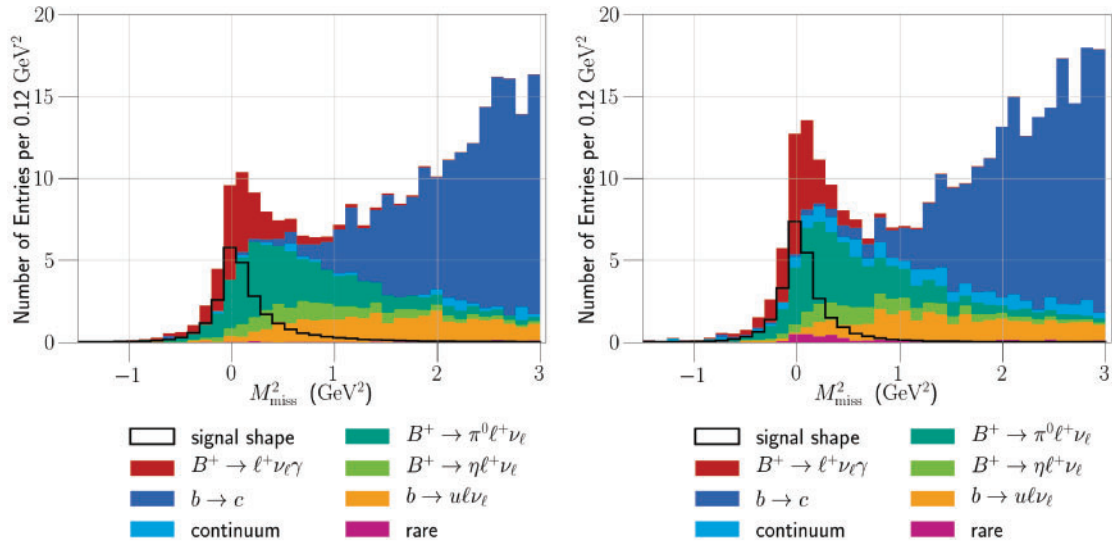 20
15
10
5
0
Number of Entries per 0.12 GeV²
−1 0 1 2 3
M²miss (GeV²)
signal shape
B⁺ → π⁰ℓ⁺νℓ
B⁺ → ℓ⁺νℓγ
B⁺ → ηℓ⁺νℓ
b → c
b → uℓνℓ
continuum
rare
20
15
10
5
0
Number of Entries per 0.12 GeV²
−1 0 1 2 3
M²miss (GeV²)
signal shape
B⁺ → π⁰ℓ⁺νℓ
B⁺ → ℓ⁺νℓγ
B⁺ → ηℓ⁺νℓ
b → c
b → uℓνℓ
continuum
rare